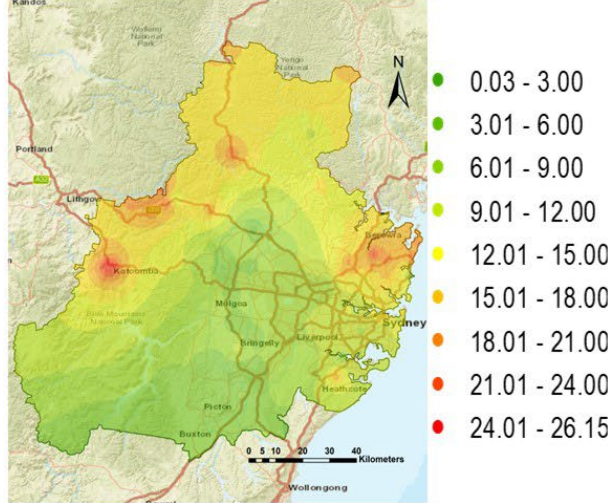 Kandos
Wollemi
National
Park
Yengo
National
Park
N
Portland
Lithgow
Berowra
Katoomba
Blue Mountains
National Park
Mulgoa
Sydney
Bringelly
Liverpool
Heathcote
Picton
Buxton
0 5 10 20 30 40
Kilometers
Wollongong
0.03 - 3.00
3.01 - 6.00
6.01 - 9.00
9.01 - 12.00
12.01 - 15.00
15.01 - 18.00
18.01 - 21.00
21.01 - 24.00
24.01 - 26.15